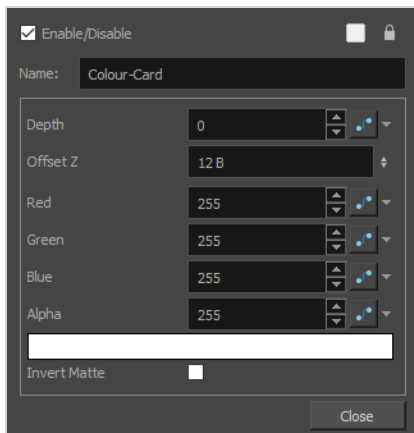 Enable/Disable
Name: Colour-Card
Depth 0
Offset Z 12 B
Red 255
Green 255
Blue 255
Alpha 255
Invert Matte
Close